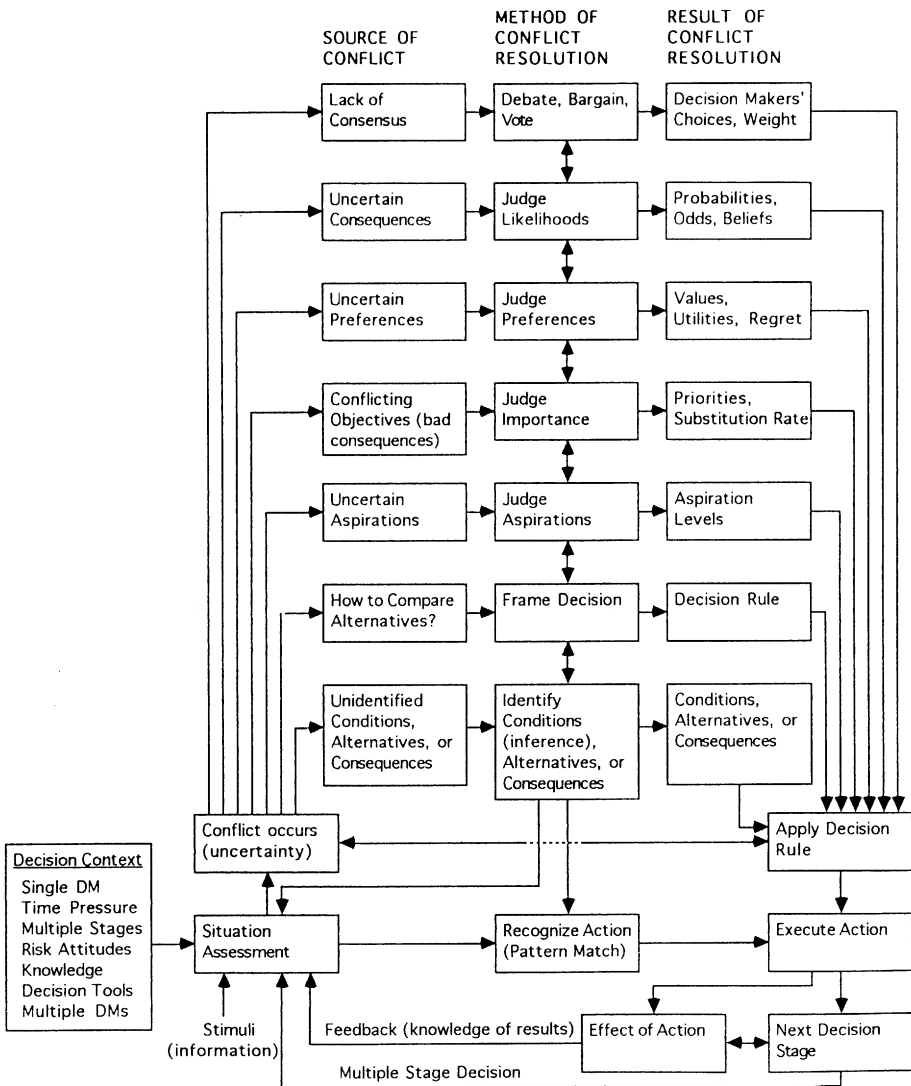 SOURCE OF
CONFLICT
METHOD OF
CONFLICT
RESOLUTION
RESULT OF
CONFLICT
RESOLUTION
Lack of
Consensus
Debate, Bargain,
Vote
Decision Makers'
Choices, Weight
Uncertain
Consequences
Judge
Likelihoods
Probabilities,
Odds, Beliefs
Uncertain
Preferences
Judge
Preferences
Values,
Utilities, Regret
Conflicting
Objectives (bad
consequences)
Judge
Importance
Priorities,
Substitution Rate
Uncertain
Aspirations
Judge
Aspirations
Aspiration
Levels
How to Compare
Alternatives?
Frame Decision
Decision Rule
Unidentified
Conditions,
Alternatives, or
Consequences
Identify
Conditions
(inference),
Alternatives, or
Consequences
Conditions,
Alternatives, or
Consequences
Conflict occurs
(uncertainty)
Apply Decision
Rule
Decision Context
Single DM
Time Pressure
Multiple Stages
Risk Attitudes
Knowledge
Decision Tools
Multiple DMs
Situation
Assessment
Recognize Action
(Pattern Match)
Execute Action
Stimuli
(information)
Feedback (knowledge of results)
Effect of Action
Next Decision
Stage
Multiple Stage Decision